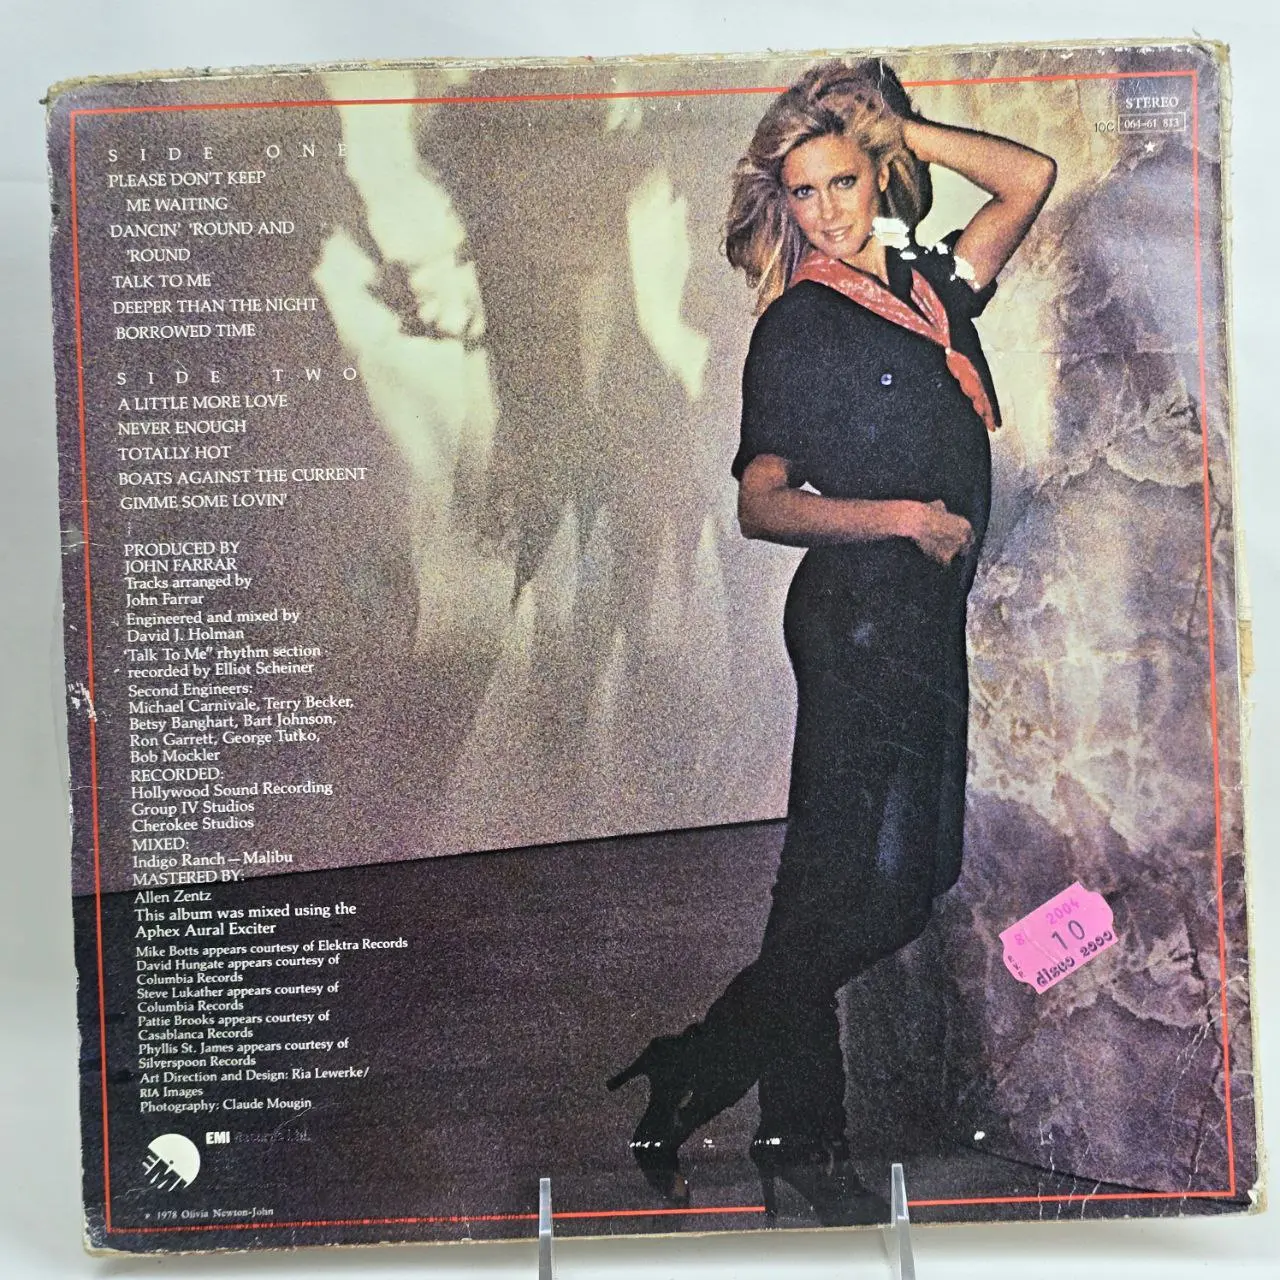 SIDE ONE
PLEASE DON'T KEEP
ME WAITING
DANCIN' 'ROUND AND
'ROUND
TALK TO ME
DEEPER THAN THE NIGHT
BORROWED TIME
SIDE TWO
A LITTLE MORE LOVE
NEVER ENOUGH
TOTALLY HOT
BOATS AGAINST THE CURRENT
GIMME SOME LOVIN'
PRODUCED BY
JOHN FARRAR
Tracks arranged by
John Farrar
Engineered and mixed by
David J. Holman
"Talk To Me" rhythm section
recorded by Elliot Scheiner
Second Engineers:
Michael Carnivale, Terry Becker,
Betsy Banghart, Bart Johnson,
Ron Garrett, George Tutko,
Bob Mockler
RECORDED:
Hollywood Sound Recording
Group IV Studios
Cherokee Studios
MIXED:
Indigo Ranch—Malibu
MASTERED BY:
Allen Zentz
This album was mixed using the
Aphex Aural Exciter
Mike Botts appears courtesy of Elektra Records
David Hungate appears courtesy of
Columbia Records
Steve Lukather appears courtesy of
Columbia Records
Pattie Brooks appears courtesy of
Casablanca Records
Phyllis St. James appears courtesy of
Silverspoon Records
Art Direction and Design: Ria Lewerke/
RIA Images
Photography: Claude Mougin
EMI
EMI
1978 Olivia Newton-John
STEREO
10C 064-61 813
2004
10
disco 2000